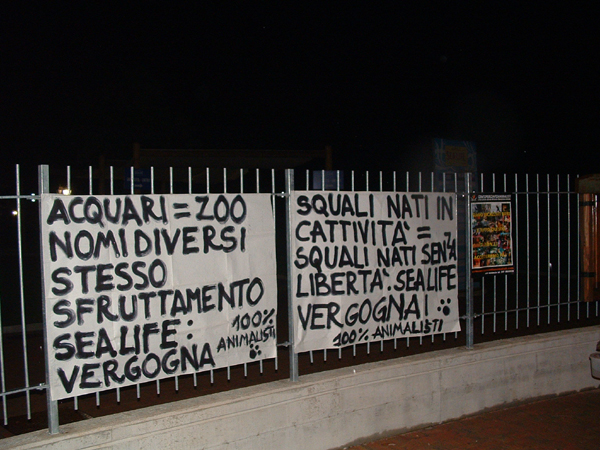 ACQUARI = ZOO
NOMI DIVERSI
STESSO
SFRUTTAMENTO
SEALIFE:
VERGOGNA
100%
ANIMALISTI
SQUALI NATI IN
CATTIVITA' =
SQUALI NATI SENZA
LIBERTA'. SEALIFE
VERGOGNA!
100% ANIMALISTI